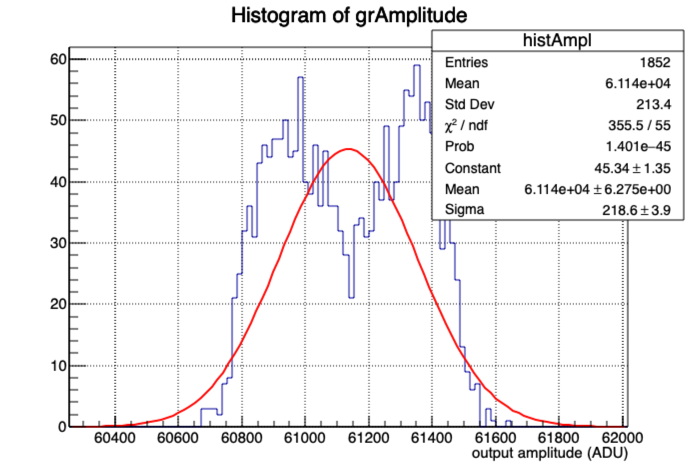 Histogram of grAmplitude
histAmpl
Entries 1852
Mean 6.114e+04
Std Dev 213.4
χ² / ndf 355.5 / 55
Prob 1.401e−45
Constant 45.34 ± 1.35
Mean 6.114e+04 ± 6.275e+00
Sigma 218.6 ± 3.9
60
50
40
30
20
10
0
60400 60600 60800 61000 61200 61400 61600 61800 62000
output amplitude (ADU)